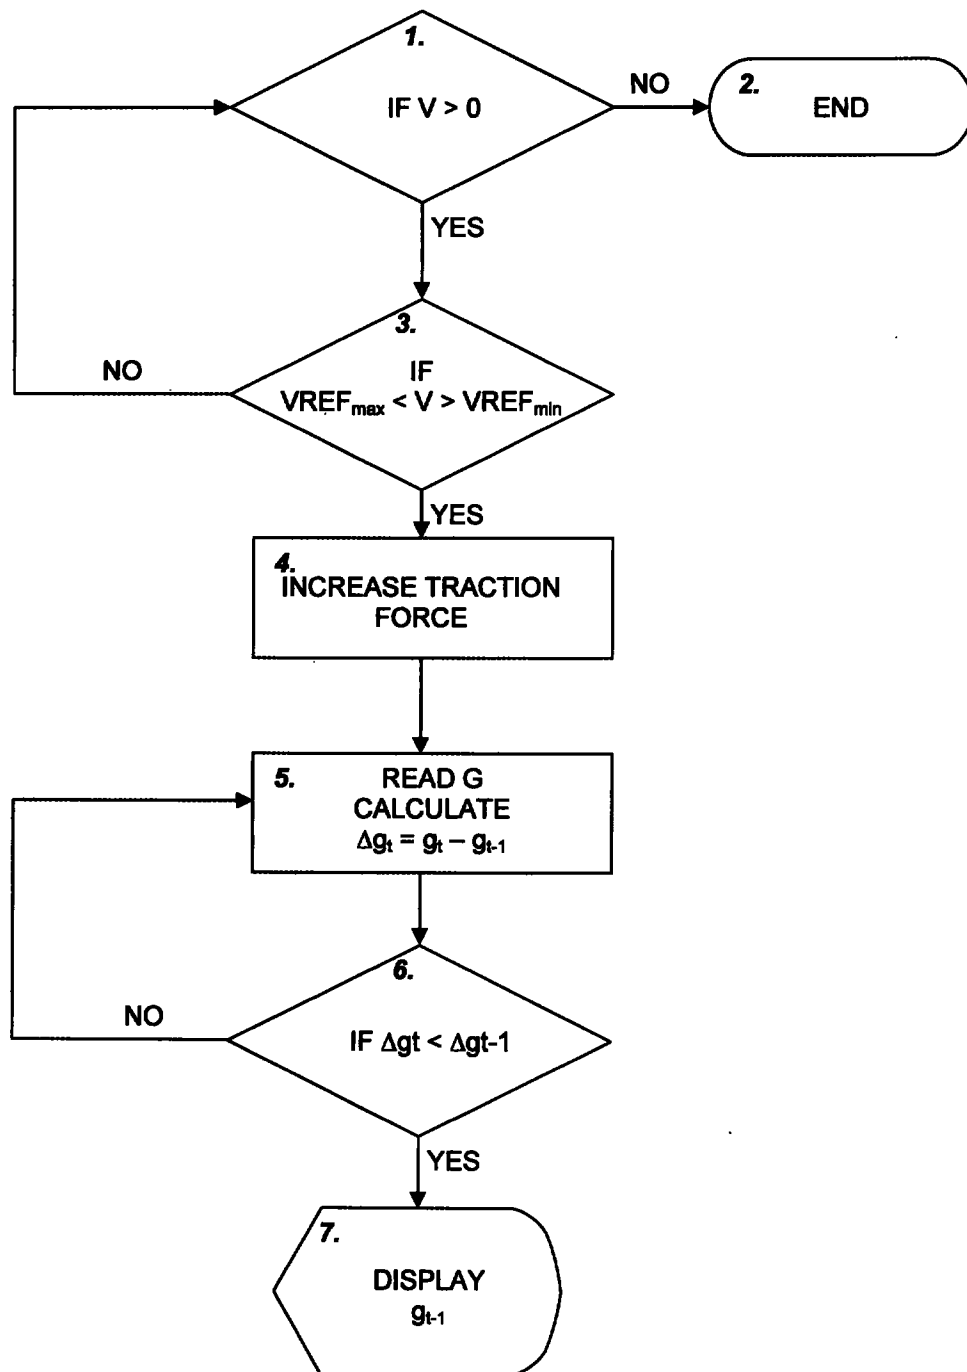 1.
IF V > 0
NO
2.
END
YES
3.
IF
VREFmax < V > VREFmin
NO
YES
4.
INCREASE TRACTION
FORCE
5.
READ G
CALCULATE
Δgt = gt – gt-1
6.
IF Δgt < Δgt-1
NO
YES
7.
DISPLAY
gt-1